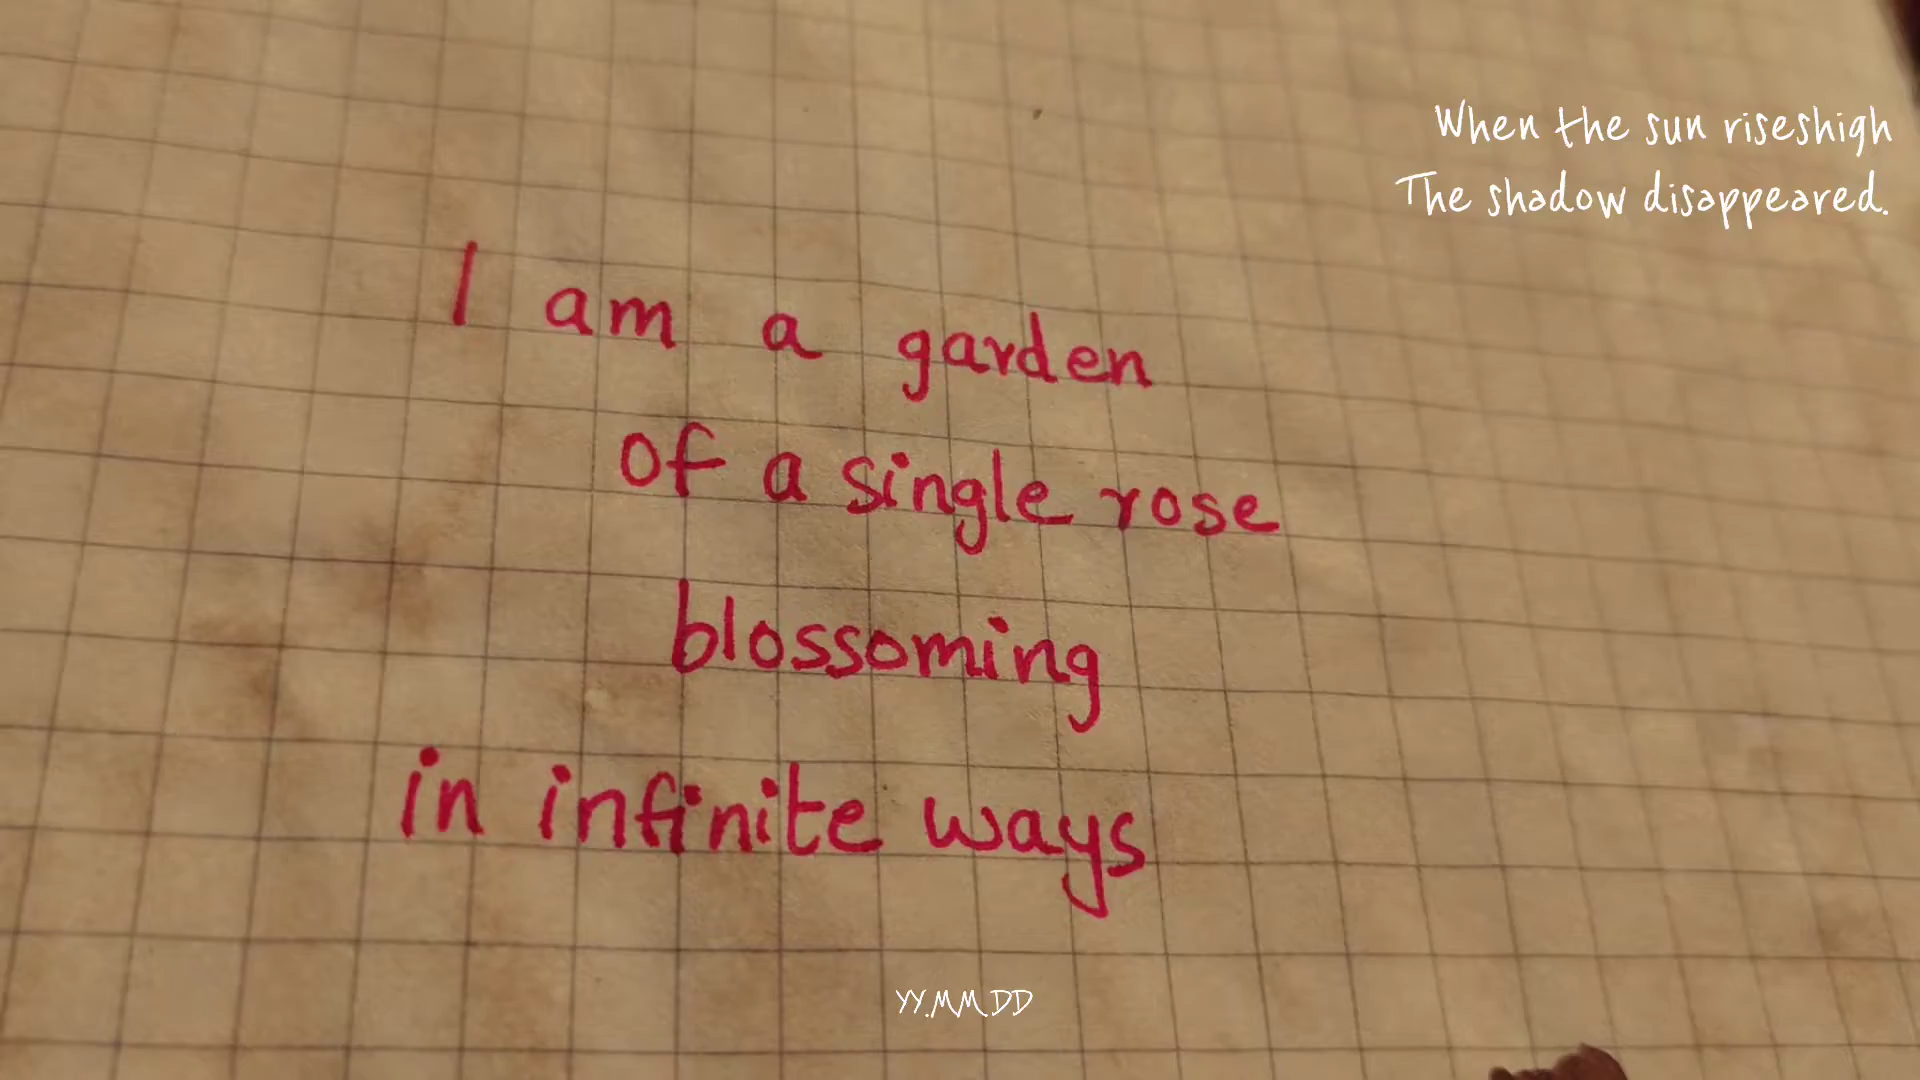 When the sun riseshigh
The shadow disappeared.
I am a garden
of a single rose
blossoming
in infinite ways
YY.MM.DD